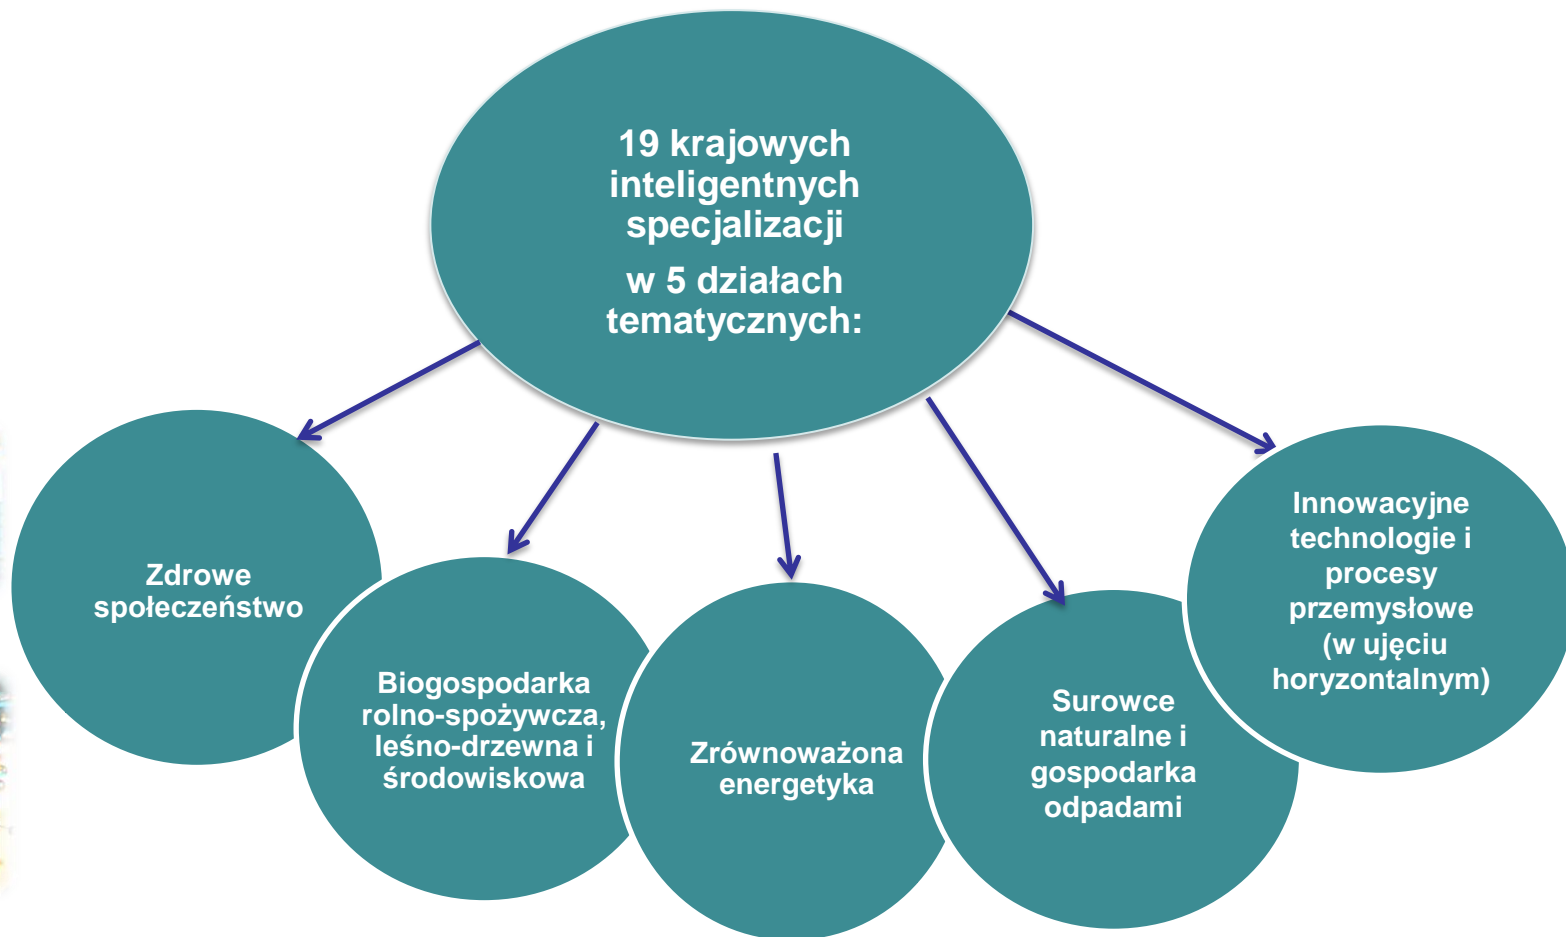 19 krajowych
inteligentnych
specjalizacji
w 5 działach
tematycznych:
Zdrowe
społeczeństwo
Biogospodarka
rolno-spożywcza,
leśno-drzewna i
środowiskowa
Zrównoważona
energetyka
Surowce
naturalne i
gospodarka
odpadami
Innowacyjne
technologie i
procesy
przemysłowe
(w ujęciu
horyzontalnym)